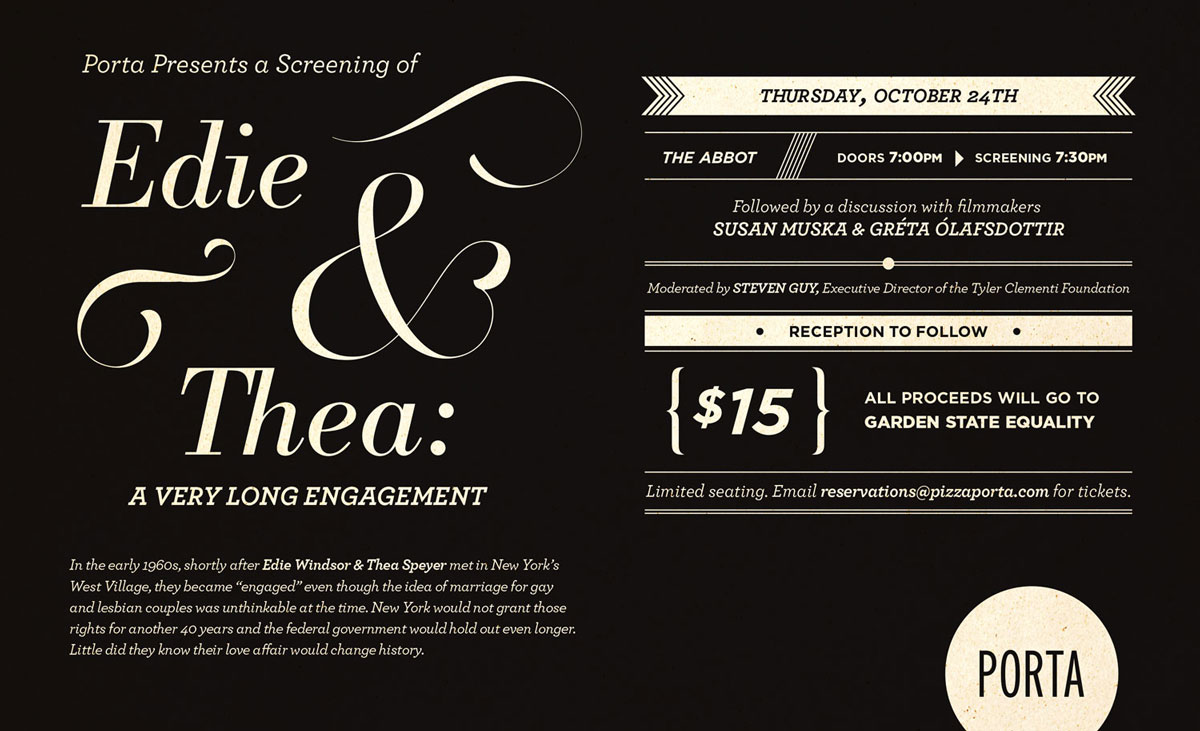 Porta Presents a Screening of
Edie
&
Thea:
A VERY LONG ENGAGEMENT
In the early 1960s, shortly after Edie Windsor & Thea Speyer met in New York's
West Village, they became "engaged" even though the idea of marriage for gay
and lesbian couples was unthinkable at the time. New York would not grant those
rights for another 40 years and the federal government would hold out even longer.
Little did they know their love affair would change history.
THURSDAY, OCTOBER 24TH
THE ABBOT DOORS 7:00PM SCREENING 7:30PM
Followed by a discussion with filmmakers
SUSAN MUSKA & GRÉTA ÓLAFSDOTTIR
Moderated by STEVEN GUY, Executive Director of the Tyler Clementi Foundation
• RECEPTION TO FOLLOW •
{$15} ALL PROCEEDS WILL GO TO
GARDEN STATE EQUALITY
Limited seating. Email reservations@pizzaporta.com for tickets.
PORTA